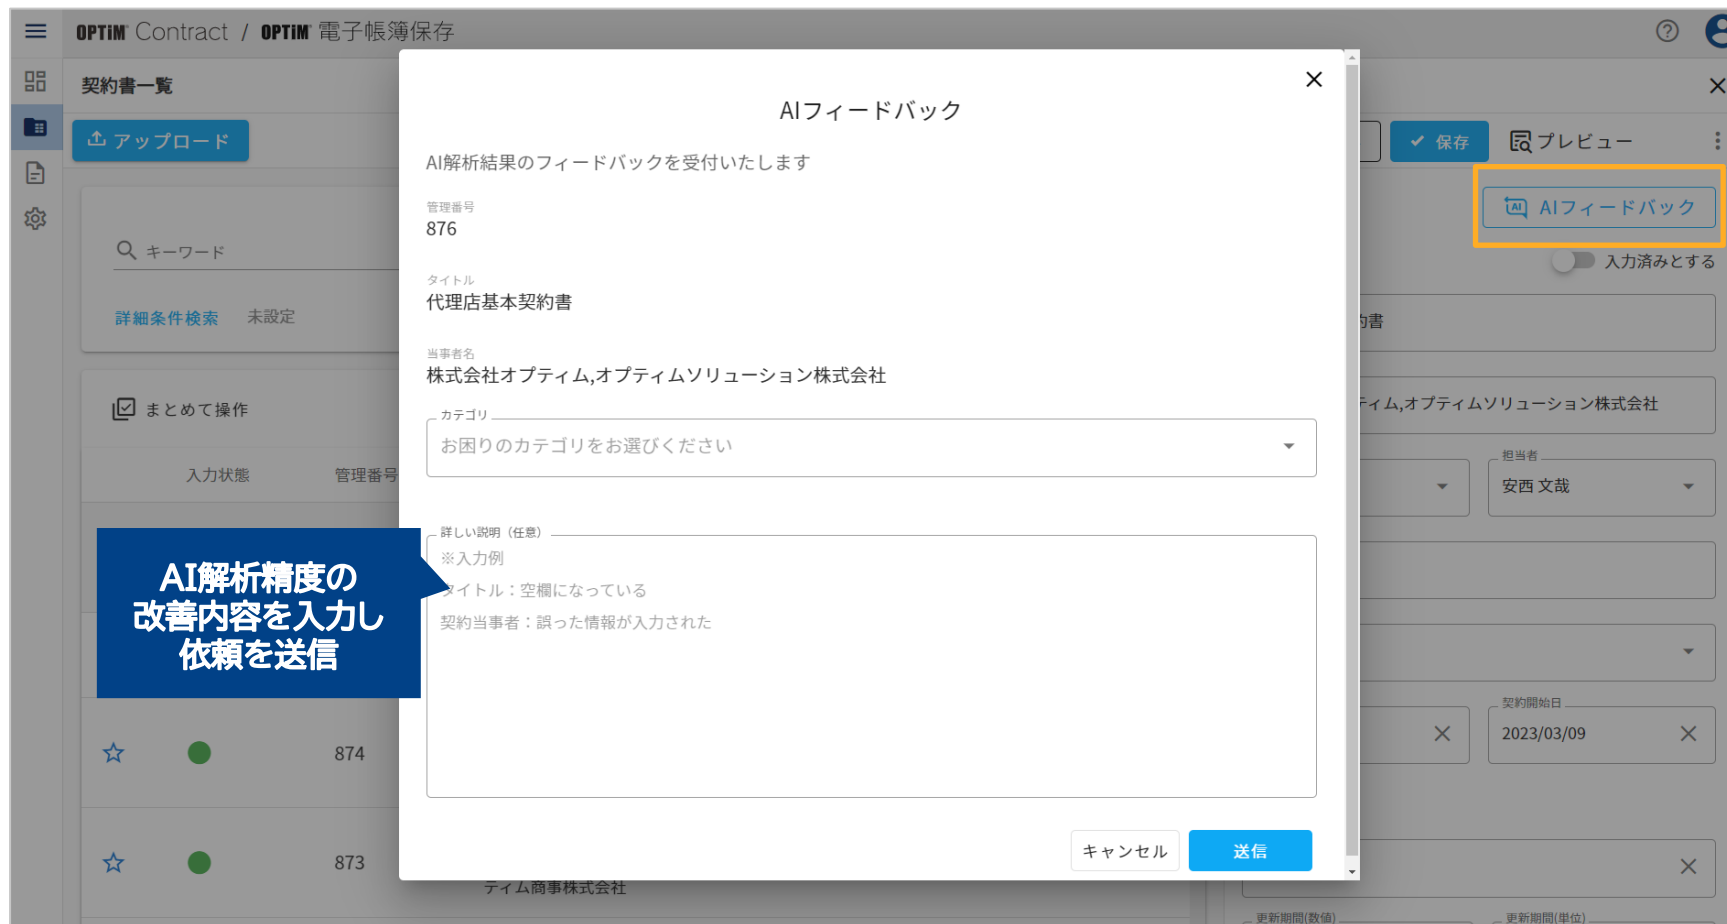 OPTiM Contract / OPTiM 電子帳簿保存
契約書一覧
アップロード
キーワード
詳細条件検索 未設定
まとめて操作
入力状態 管理番号
874
873
ティム商事株式会社
AI解析精度の
改善内容を入力し
依頼を送信
AIフィードバック
AI解析結果のフィードバックを受付いたします
管理番号
876
タイトル
代理店基本契約書
当事者名
株式会社オプティム,オプティムソリューション株式会社
カテゴリ
お困りのカテゴリをお選びください
詳しい説明（任意）
※入力例
タイトル：空欄になっている
契約当事者：誤った情報が入力された
キャンセル 送信
保存 プレビュー
AI AIフィードバック
入力済みとする
約書
ティム,オプティムソリューション株式会社
担当者
安西 文哉
契約開始日
2023/03/09
更新期間(数値) 更新期間(単位)